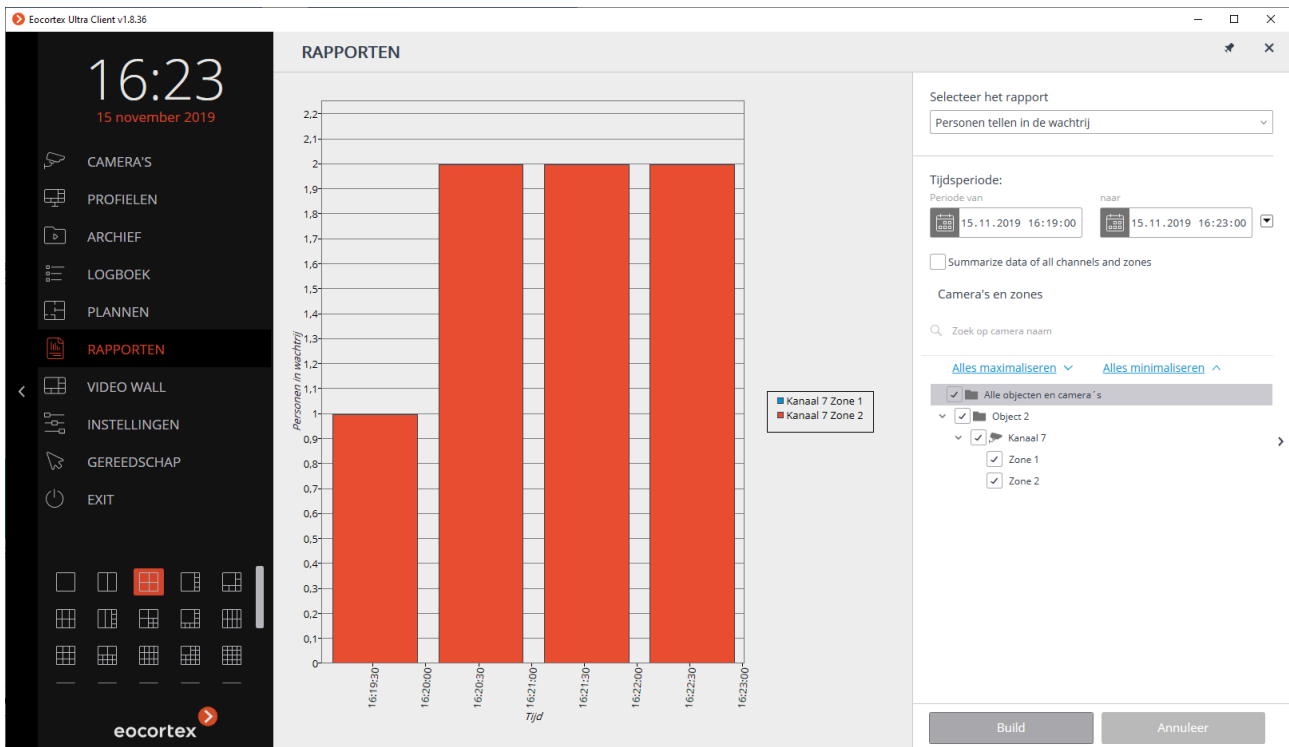 Eocortex Ultra Client v1.8.36
16:23
15 november 2019
CAMERA'S
PROFIELEN
ARCHIEF
LOGBOEK
PLANNEN
RAPPORTEN
VIDEO WALL
INSTELLINGEN
GEREEDSCHAP
EXIT
eocortex
RAPPORTEN
Personen in wachtrij
2,2
2,1
2
1,9
1,8
1,7
1,6
1,5
1,4
1,3
1,2
1,1
1
0,9
0,8
0,7
0,6
0,5
0,4
0,3
0,2
0,1
0
16:19:30
16:20:00
16:20:30
16:21:00
16:21:30
16:22:00
16:22:30
16:23:00
Tijd
Kanaal 7 Zone 1
Kanaal 7 Zone 2
Selecteer het rapport
Personen tellen in de wachtrij
Tijdsperiode:
Periode van naar
15.11.2019 16:19:00 15.11.2019 16:23:00
Summarize data of all channels and zones
Camera's en zones
Zoek op camera naam
Alles maximaliseren Alles minimaliseren
Alle objecten en camera´s
Object 2
Kanaal 7
Zone 1
Zone 2
Build Annuleer